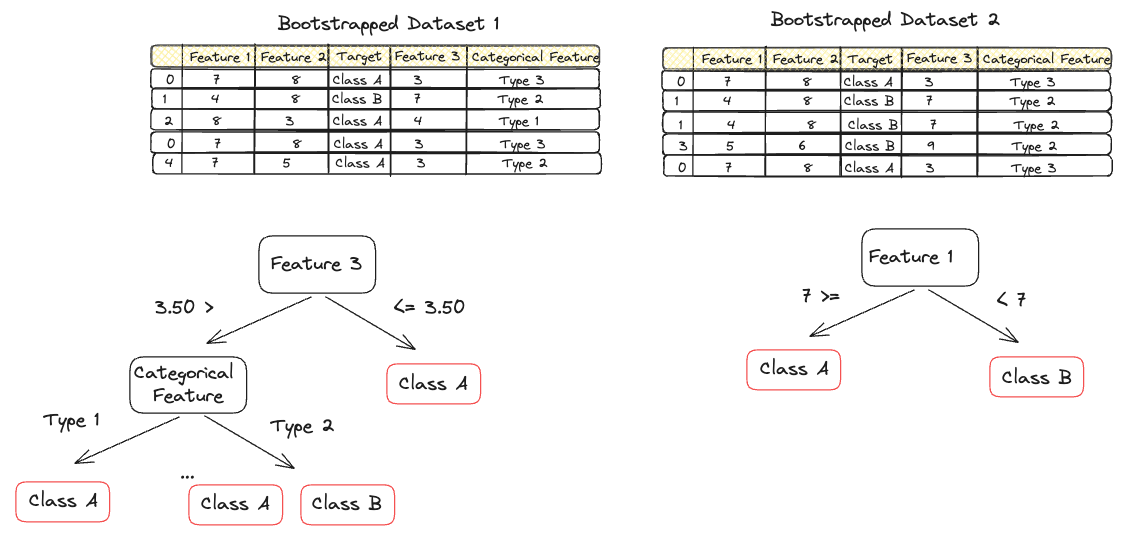 Bootstrapped Dataset 1
Feature 1 Feature 2 Target Feature 3 Categorical Feature
0 7 8 Class A 3 Type 3
1 4 8 Class B 7 Type 2
2 8 3 Class A 4 Type 1
0 7 8 Class A 3 Type 3
4 7 5 Class A 3 Type 2
Bootstrapped Dataset 2
Feature 1 Feature 2 Target Feature 3 Categorical Feature
0 7 8 Class A 3 Type 3
1 4 8 Class B 7 Type 2
1 4 8 Class B 7 Type 2
3 5 6 Class B 9 Type 2
0 7 8 Class A 3 Type 3
Feature 3
3.50 >
<= 3.50
Categorical
Feature
Class A
Type 1
Type 2
...
Class A
Class A
Class B
Feature 1
7 >=
< 7
Class A
Class B